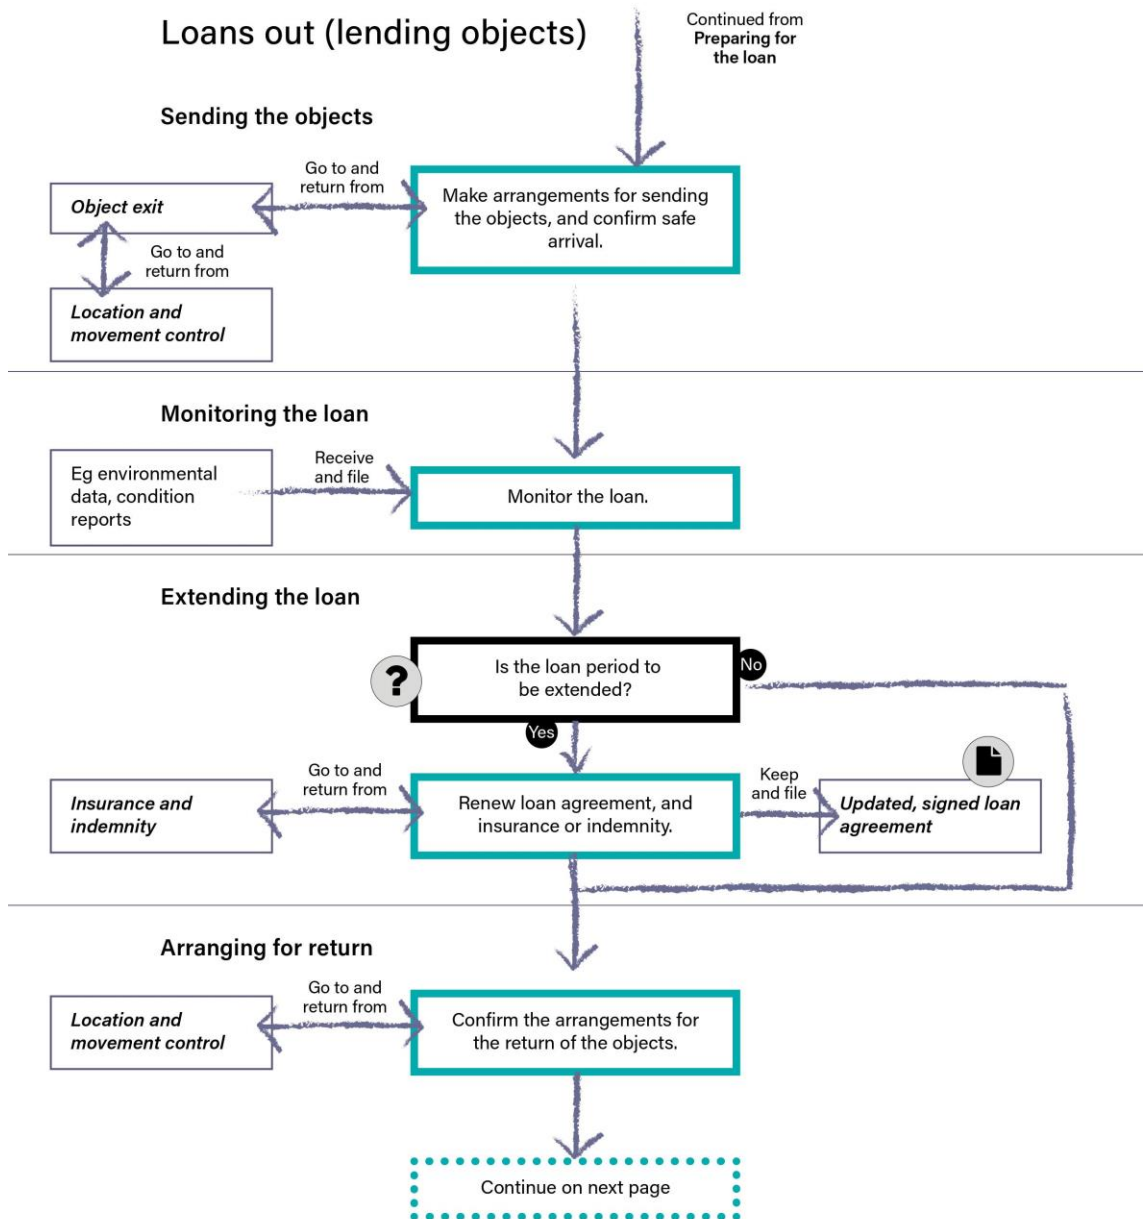 Loans out (lending objects)
Continued from
Preparing for
the loan
Sending the objects
Go to and
return from
Make arrangements for sending
the objects, and confirm safe
arrival.
Object exit
Go to and
return from
Location and
movement control
Monitoring the loan
Eg environmental
data, condition
reports
Receive
and file
Monitor the loan.
Extending the loan
?
Is the loan period to
be extended?
No
Yes
Insurance and
indemnity
Go to and
return from
Renew loan agreement, and
insurance or indemnity.
Keep
and file
Updated, signed loan
agreement
Arranging for return
Location and
movement control
Go to and
return from
Confirm the arrangements for
the return of the objects.
Continue on next page